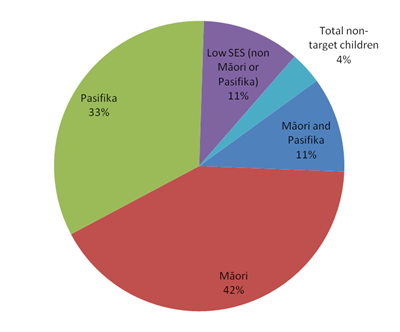 Total non-
target children
4%
Low SES (non
Māori or
Pasifika)
11%
Pasifika
33%
Māori and
Pasifika
11%
Māori
42%